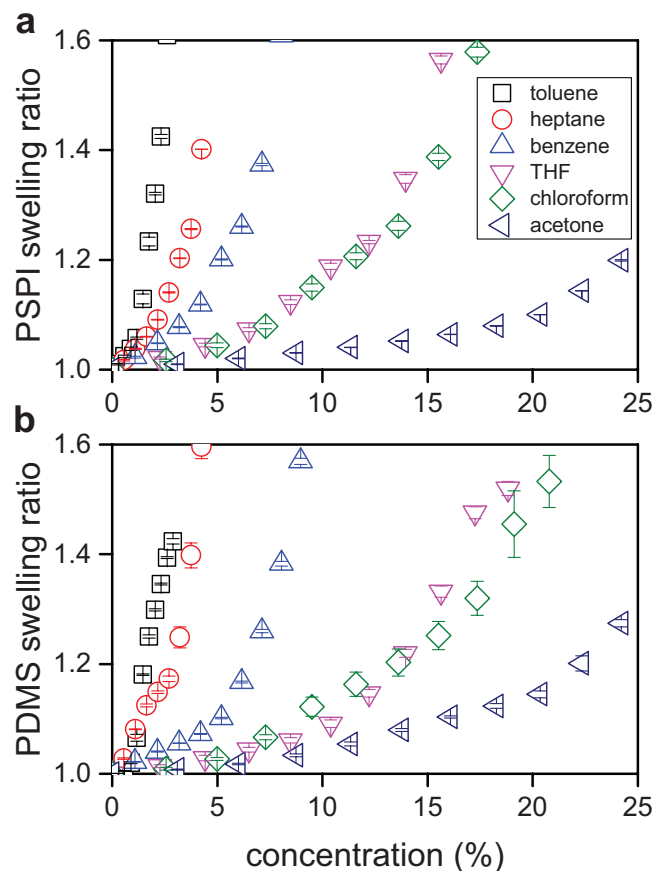 a
1.6
1.4
1.2
1.0
PSPI swelling ratio
toluene
heptane
benzene
THF
chloroform
acetone
0 5 10 15 20 25
b
1.6
1.4
1.2
1.0
PDMS swelling ratio
0 5 10 15 20 25
concentration (%)